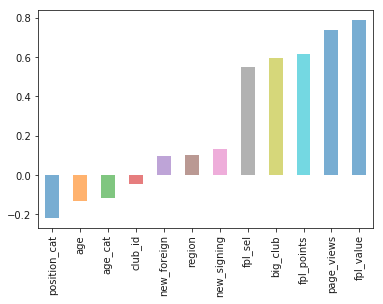 0.8
0.6
0.4
0.2
0.0
−0.2
position_cat
age
age_cat
club_id
new_foreign
region
new_signing
fpl_sel
big_club
fpl_points
page_views
fpl_value